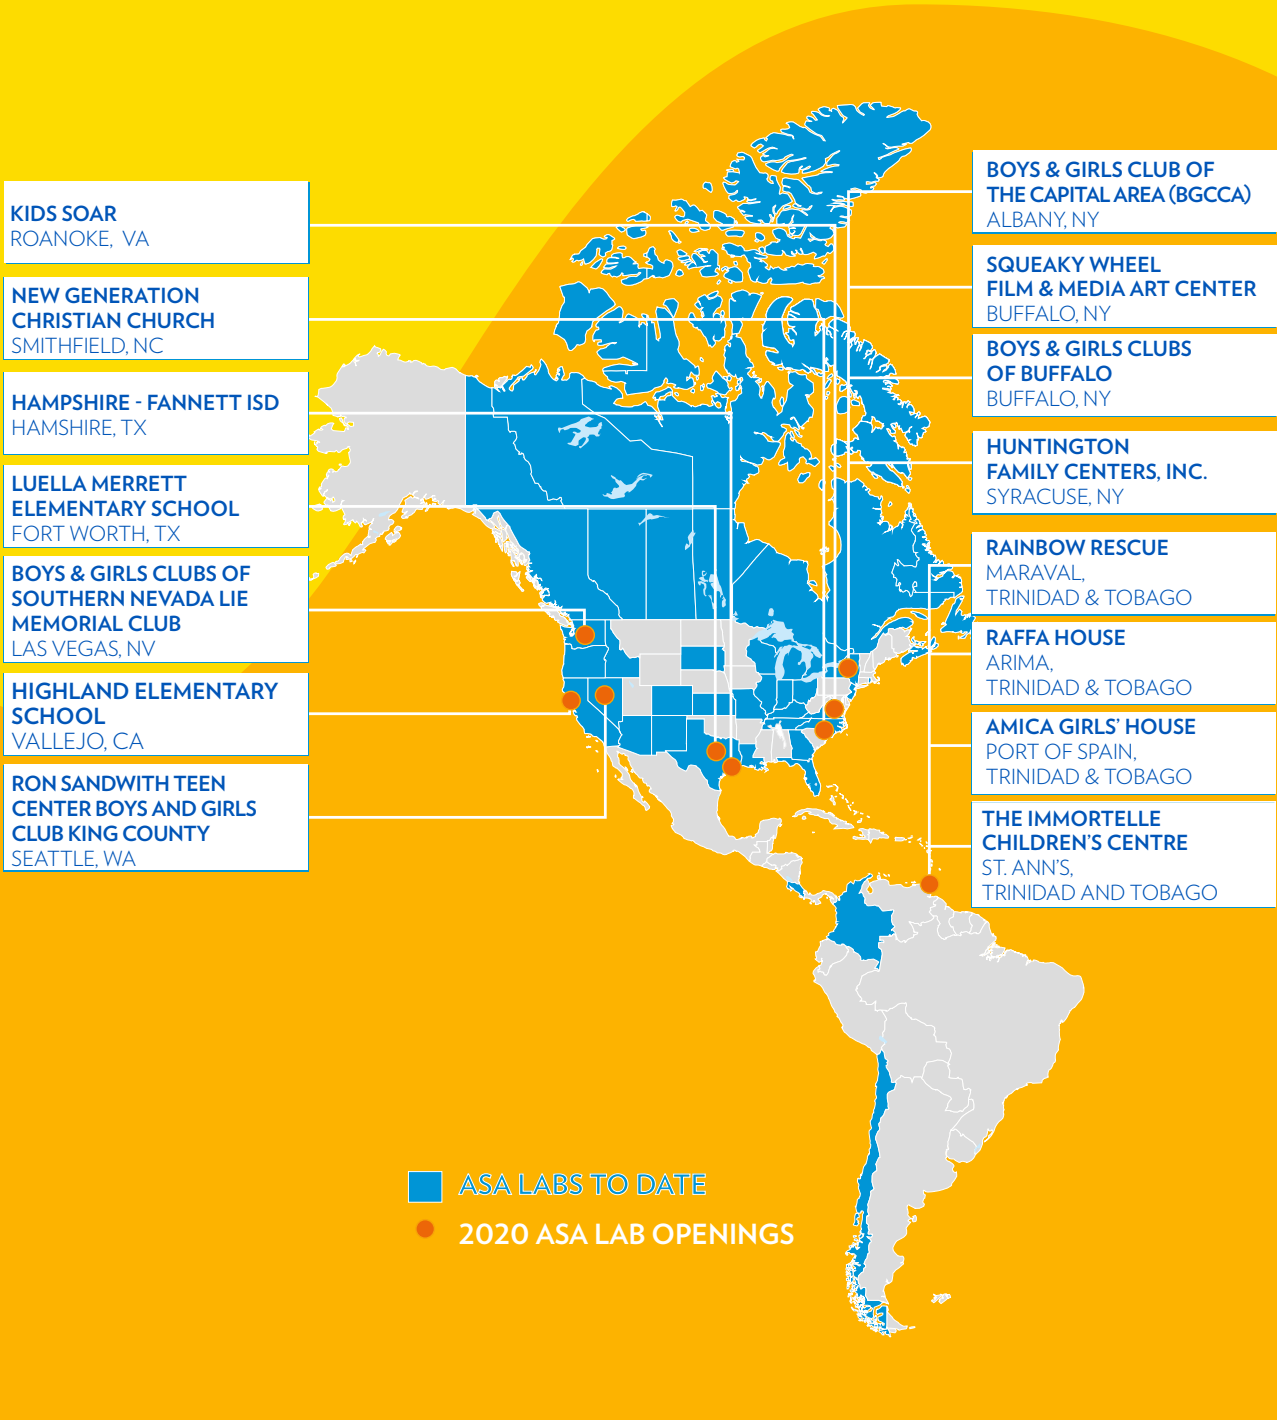 KIDS SOAR
ROANOKE, VA
NEW GENERATION
CHRISTIAN CHURCH
SMITHFIELD, NC
HAMPSHIRE - FANNETT ISD
HAMSHIRE, TX
LUELLA MERRETT
ELEMENTARY SCHOOL
FORT WORTH, TX
BOYS & GIRLS CLUBS OF
SOUTHERN NEVADA LIE
MEMORIAL CLUB
LAS VEGAS, NV
HIGHLAND ELEMENTARY
SCHOOL
VALLEJO, CA
RON SANDWITH TEEN
CENTER BOYS AND GIRLS
CLUB KING COUNTY
SEATTLE, WA
BOYS & GIRLS CLUB OF
THE CAPITAL AREA (BGCCA)
ALBANY, NY
SQUEAKY WHEEL
FILM & MEDIA ART CENTER
BUFFALO, NY
BOYS & GIRLS CLUBS
OF BUFFALO
BUFFALO, NY
HUNTINGTON
FAMILY CENTERS, INC.
SYRACUSE, NY
RAINBOW RESCUE
MARAVAL,
TRINIDAD & TOBAGO
RAFFA HOUSE
ARIMA,
TRINIDAD & TOBAGO
AMICA GIRLS' HOUSE
PORT OF SPAIN,
TRINIDAD & TOBAGO
THE IMMORTELLE
CHILDREN'S CENTRE
ST. ANN'S,
TRINIDAD AND TOBAGO
ASA LABS TO DATE
2020 ASA LAB OPENINGS